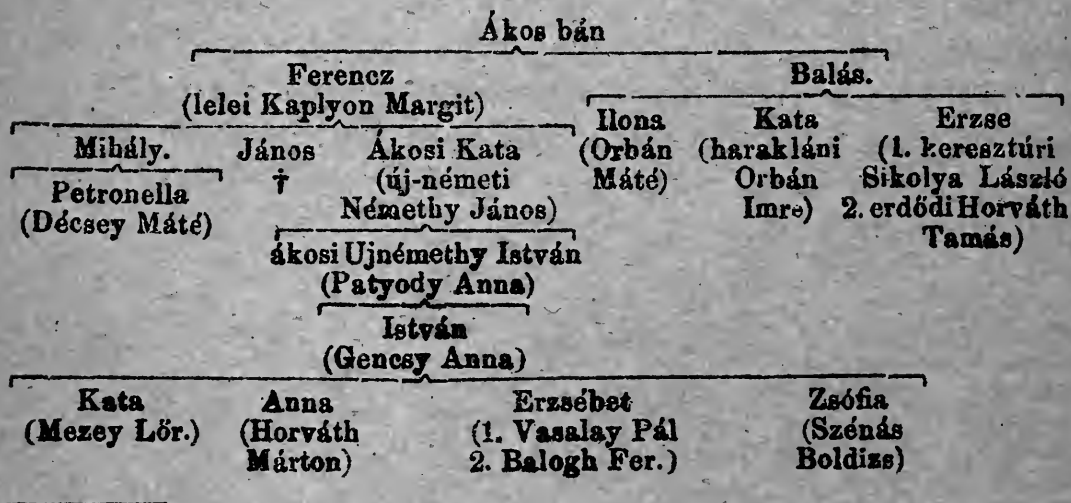 Ákos bán
Ferencz Balás.
(lelei Kaplyon Margit) Ilona Kata Erzse
Mihály. János Ákosi Kata (Orbán (harakláni (1. keresztúri
Petronella † (új-németi Máté) Orbán Sikolya László
(Décsey Máté) Némethy János) Imre) 2. erdődi Horváth
ákosi Ujnémethy István Tamás)
(Patyody Anna)
István
(Gencsy Anna)
Kata Anna Erzsébet Zsófia
(Mezey Lőr.) (Horváth (1. Vasalay Pál (Szénás
Márton) 2. Balogh Fer.) Boldizs)